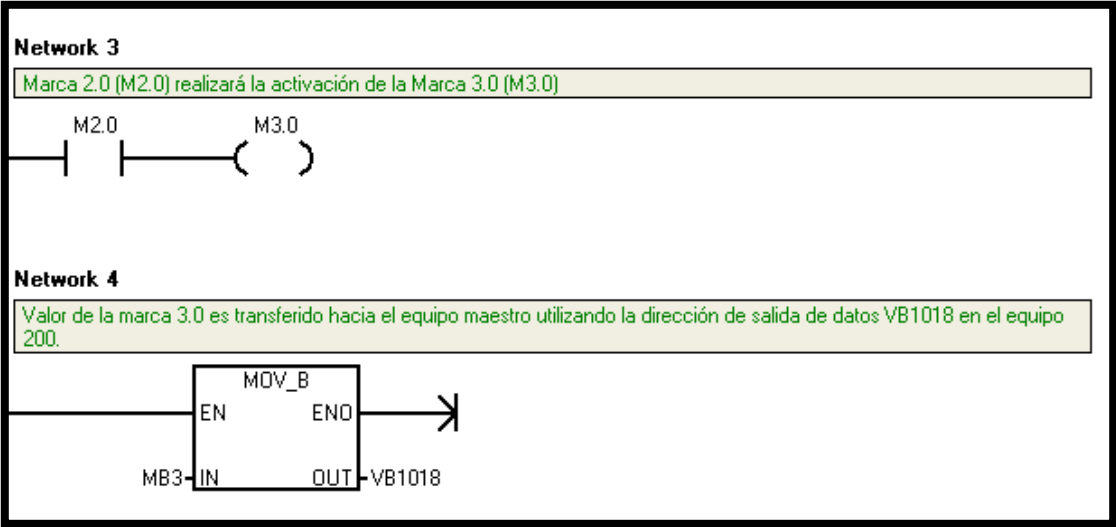 Network 3
Marca 2.0 (M2.0) realizará la activación de la Marca 3.0 (M3.0)
M2.0 M3.0
Network 4
Valor de la marca 3.0 es transferido hacia el equipo maestro utilizando la dirección de salida de datos VB1018 en el equipo
200.
MOV_B
EN ENO
MB3 IN OUT VB1018